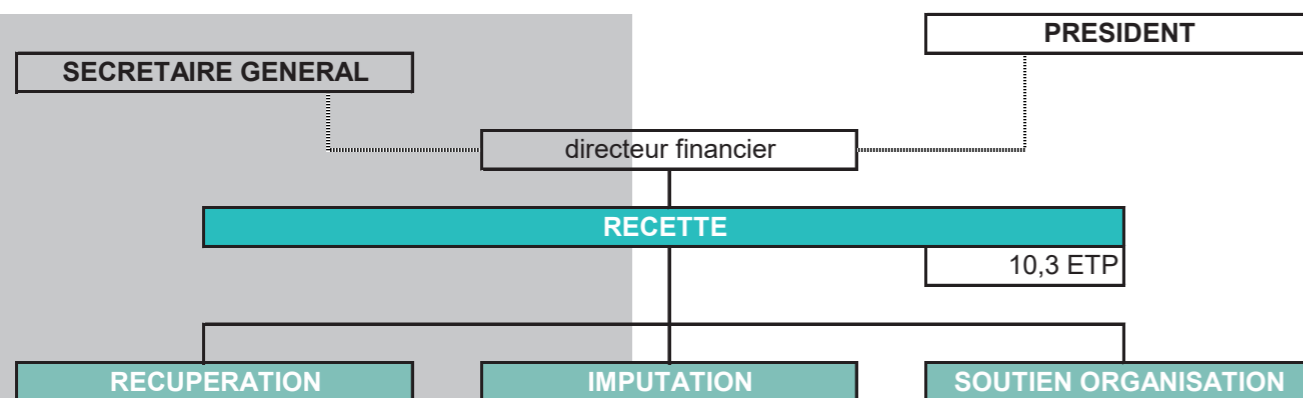 PRESIDENT
SECRETAIRE GENERAL
directeur financier
RECETTE
10,3 ETP
RECUPERATION
IMPUTATION
SOUTIEN ORGANISATION